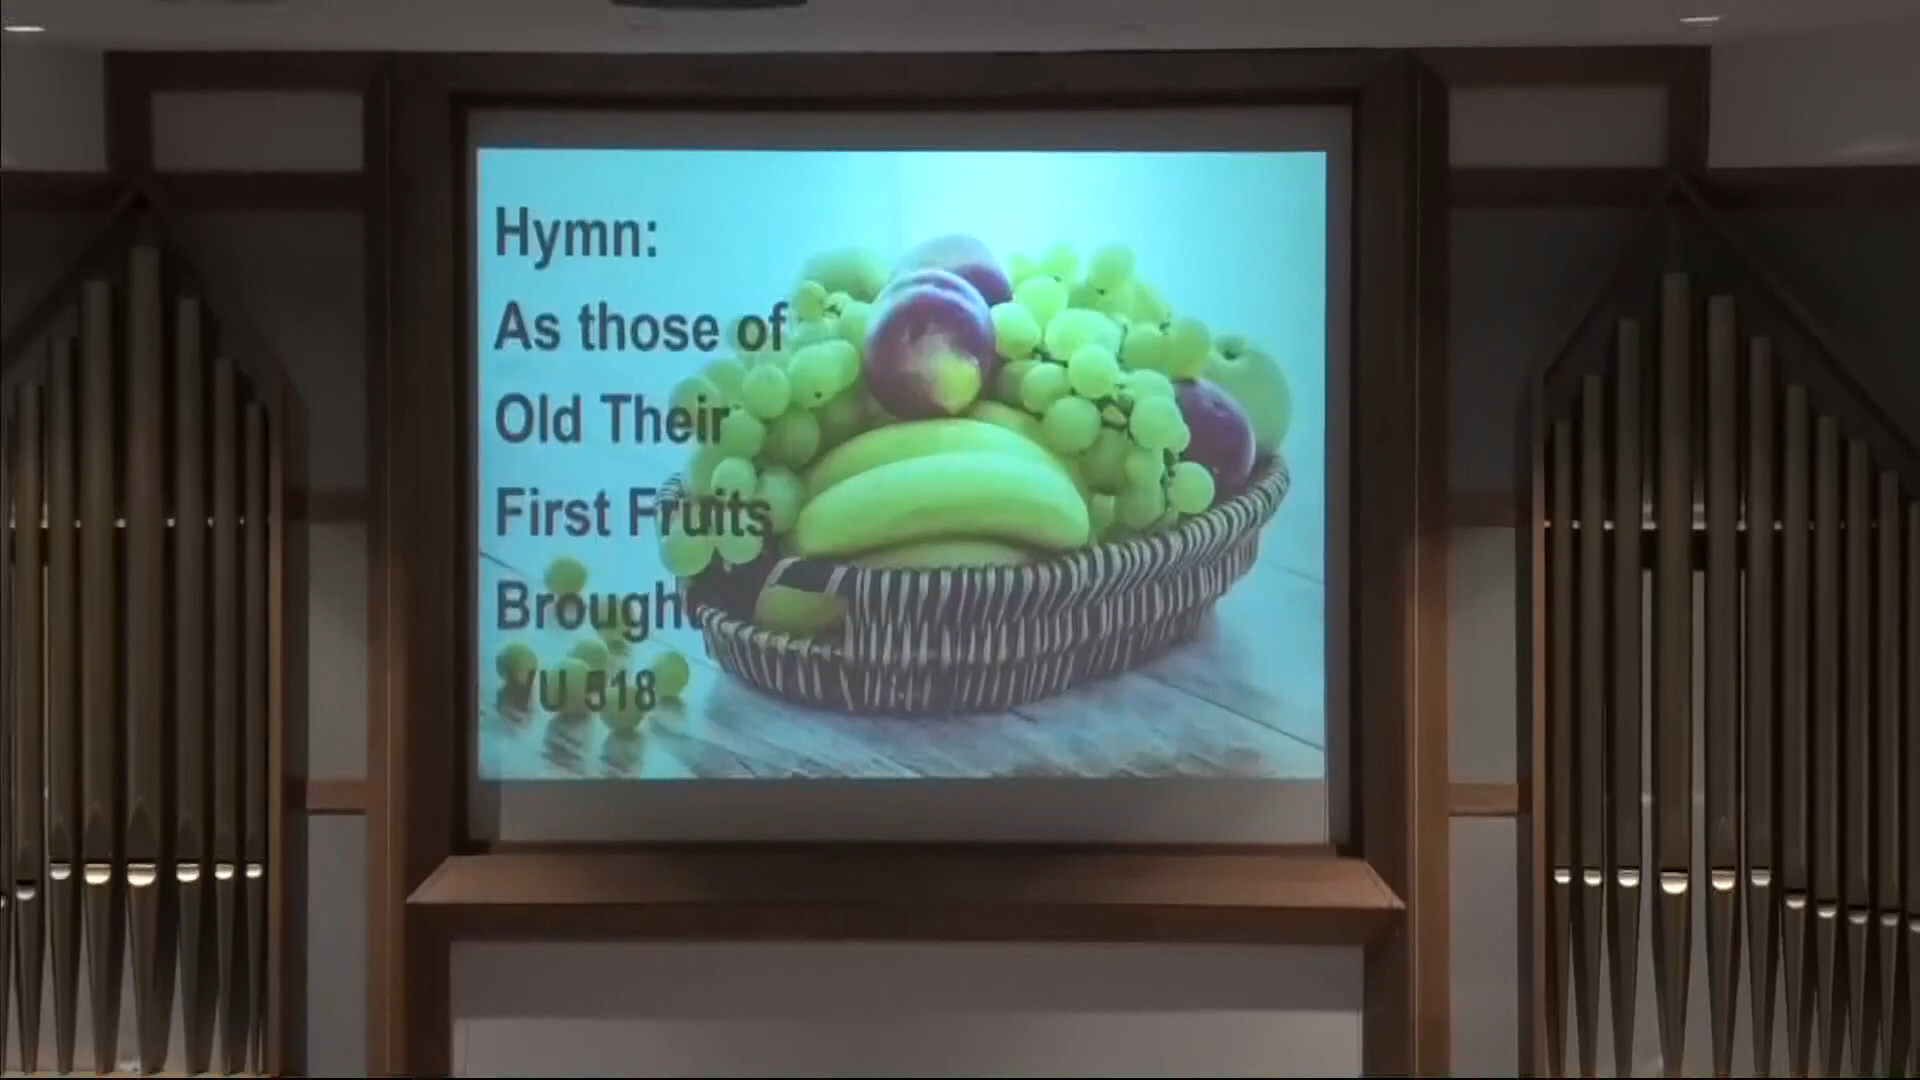 Hymn:
As those of
Old Their
First Fruits
Brought
VU 518